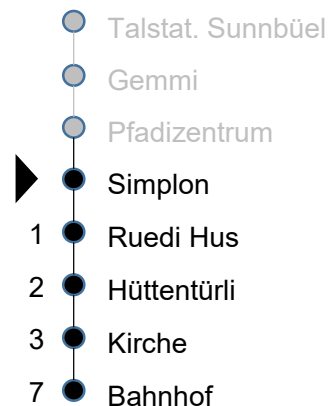 Talstat. Sunnbüel
Gemmi
Pfadizentrum
Simplon
1 Ruedi Hus
2 Hüttentürli
3 Kirche
7 Bahnhof